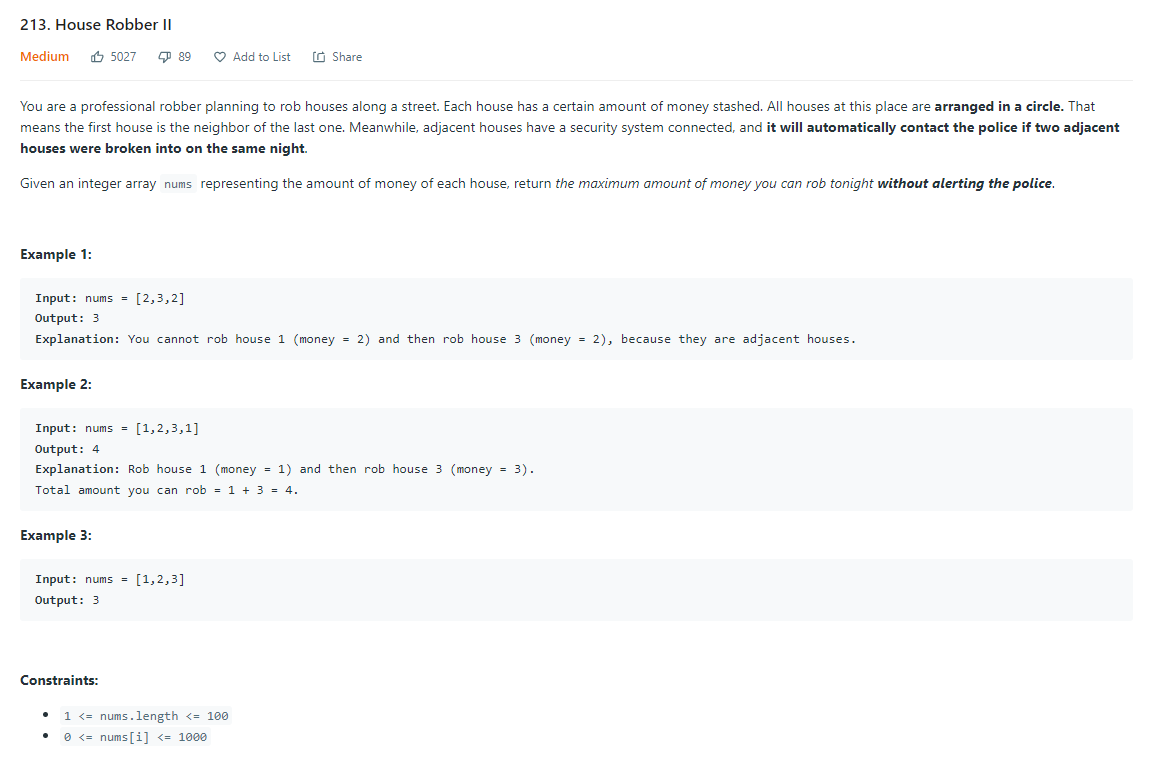 213. House Robber II
Medium 5027 89 Add to List Share
You are a professional robber planning to rob houses along a street. Each house has a certain amount of money stashed. All houses at this place are arranged in a circle. That
means the first house is the neighbor of the last one. Meanwhile, adjacent houses have a security system connected, and it will automatically contact the police if two adjacent
houses were broken into on the same night.
Given an integer array nums representing the amount of money of each house, return the maximum amount of money you can rob tonight without alerting the police.
Example 1:
Input: nums = [2,3,2]
Output: 3
Explanation: You cannot rob house 1 (money = 2) and then rob house 3 (money = 2), because they are adjacent houses.
Example 2:
Input: nums = [1,2,3,1]
Output: 4
Explanation: Rob house 1 (money = 1) and then rob house 3 (money = 3).
Total amount you can rob = 1 + 3 = 4.
Example 3:
Input: nums = [1,2,3]
Output: 3
Constraints:
• 1 <= nums.length <= 100
• 0 <= nums[i] <= 1000